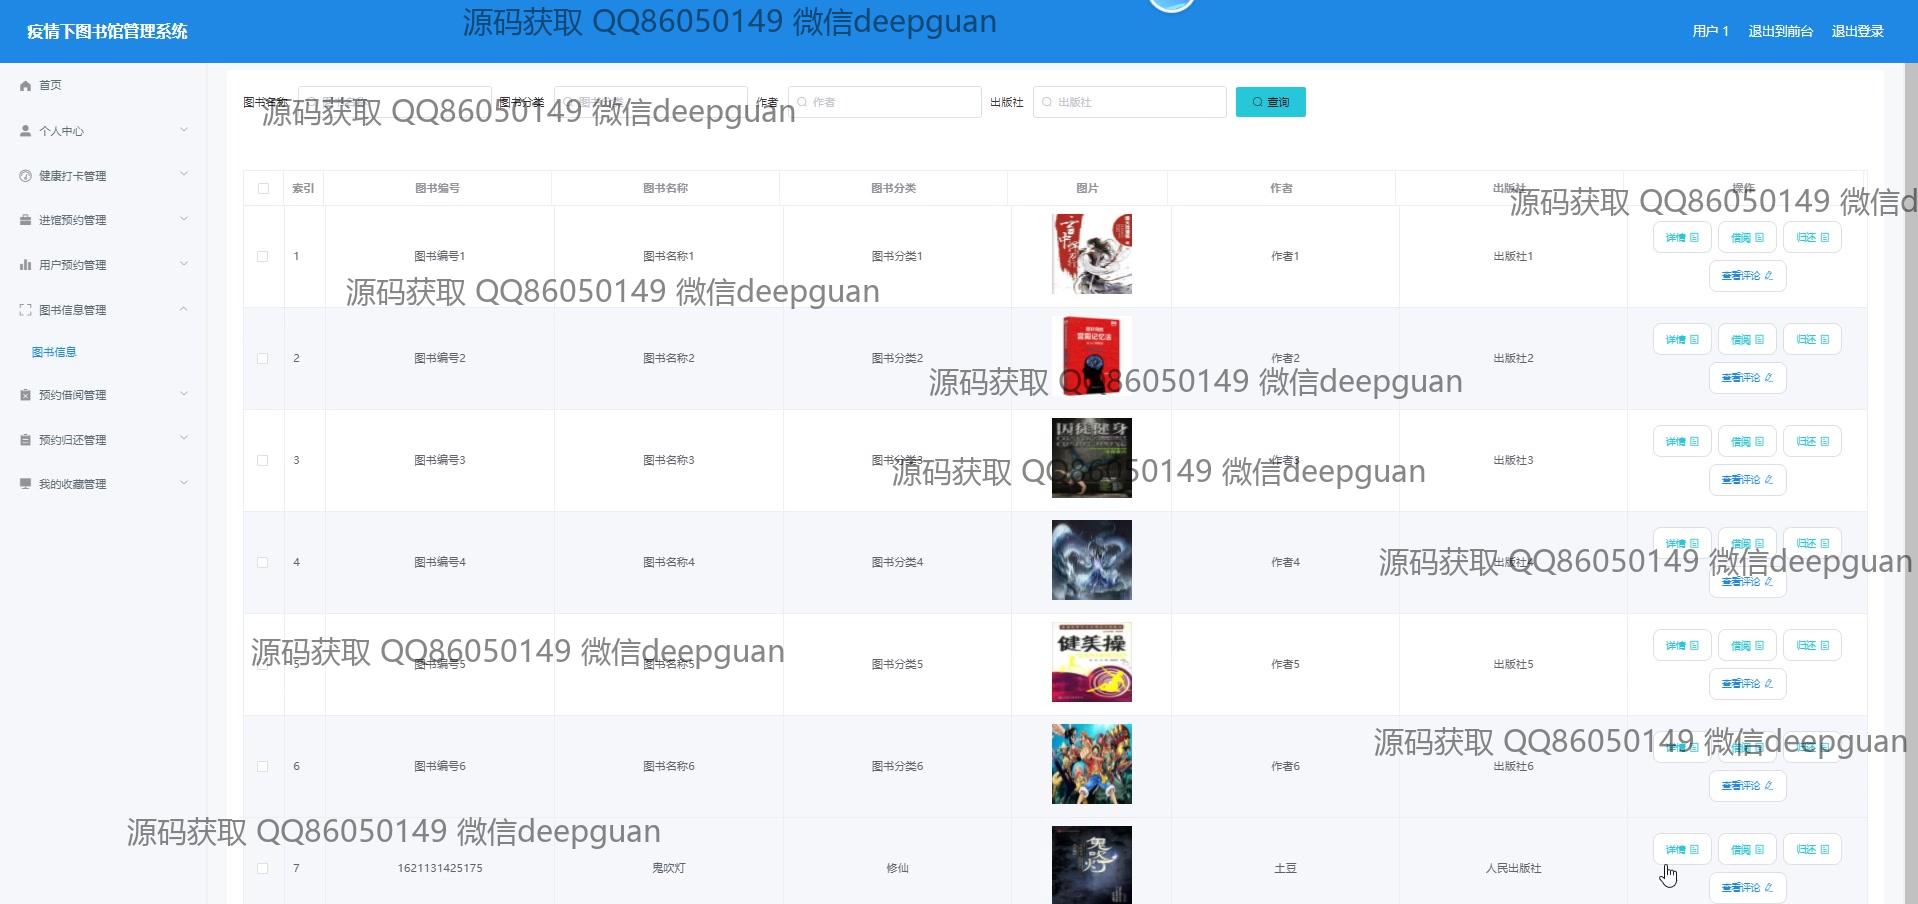 疫情下图书馆管理系统
源码获取 QQ86050149 微信deepguan
用户 1 退出到前台 退出登录
首页
个人中心
健康打卡管理
进馆预约管理
用户预约管理
图书信息管理
图书信息
预约借阅管理
预约归还管理
我的收藏管理
图书名称 图书分类 作者 作者 出版社 出版社 查询
源码获取 QQ86050149 微信deepguan
索引 图书编号 图书名称 图书分类 图片 作者 出版社 操作
源码获取 QQ86050149 微信d
1 图书编号1 图书名称1 图书分类1 作者1 出版社1 详情 借阅 归还
查看评论
源码获取 QQ86050149 微信deepguan
2 图书编号2 图书名称2 图书分类2 宫殿记忆法 作者2 出版社2 详情 借阅 归还
查看评论
源码获取 QQ86050149 微信deepguan
3 图书编号3 图书名称3 图书分类3 囚徒健身 作者3 出版社3 详情 借阅 归还
查看评论
源码获取 QQ86050149 微信deepguan
4 图书编号4 图书名称4 图书分类4 作者4 出版社4 详情 借阅 归还
查看评论
源码获取 QQ86050149 微信deepguan
5 图书编号5 图书名称5 图书分类5 健美操 作者5 出版社5 详情 借阅 归还
查看评论
源码获取 QQ86050149 微信deepguan
6 图书编号6 图书名称6 图书分类6 作者6 出版社6 详情 借阅 归还
查看评论
源码获取 QQ86050149 微信deepguan
7 1621131425175 鬼吹灯 修仙 鬼吹灯 土豆 人民出版社 详情 借阅 归还
查看评论
源码获取 QQ86050149 微信deepguan